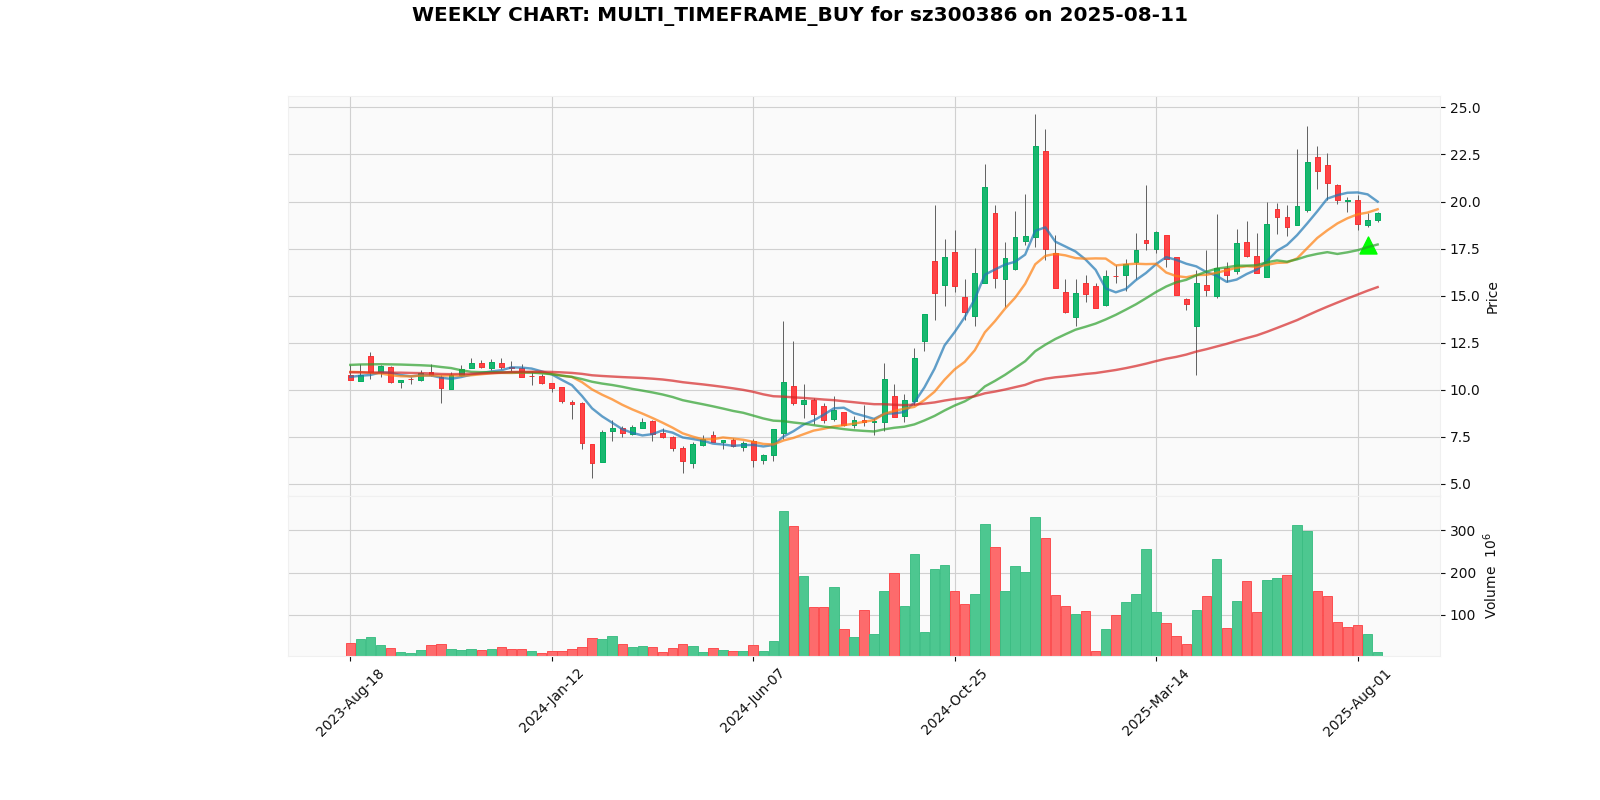 WEEKLY CHART: MULTI_TIMEFRAME_BUY for sz300386 on 2025-08-11
25.0
22.5
20.0
17.5
15.0
12.5
10.0
7.5
5.0
Price
300
200
100
Volume 10^6
2023-Aug-18
2024-Jan-12
2024-Jun-07
2024-Oct-25
2025-Mar-14
2025-Aug-01